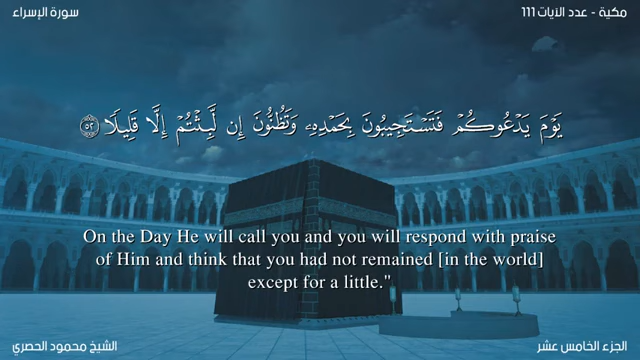 سورة الإسراء
مكية - عدد الآيات 111
يَوْمَ يَدْعُوكُمْ فَتَسْتَجِيبُونَ بِحَمْدِهِۦ وَتَظُنُّونَ إِن لَّبِثْتُمْ إِلَّا قَلِيلًا ٥٢
On the Day He will call you and you will respond with praise
of Him and think that you had not remained [in the world]
except for a little."
الشيخ محمود الحصري
الجزء الخامس عشر